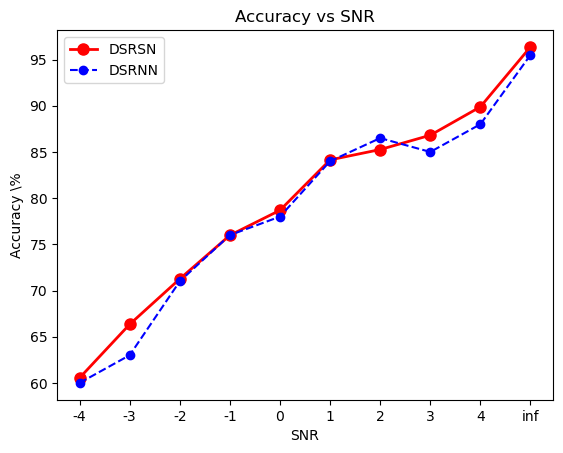 Accuracy vs SNR
DSRSN
DSRNN
95
90
85
80
75
70
65
60
Accuracy \%
-4 -3 -2 -1 0 1 2 3 4 inf
SNR